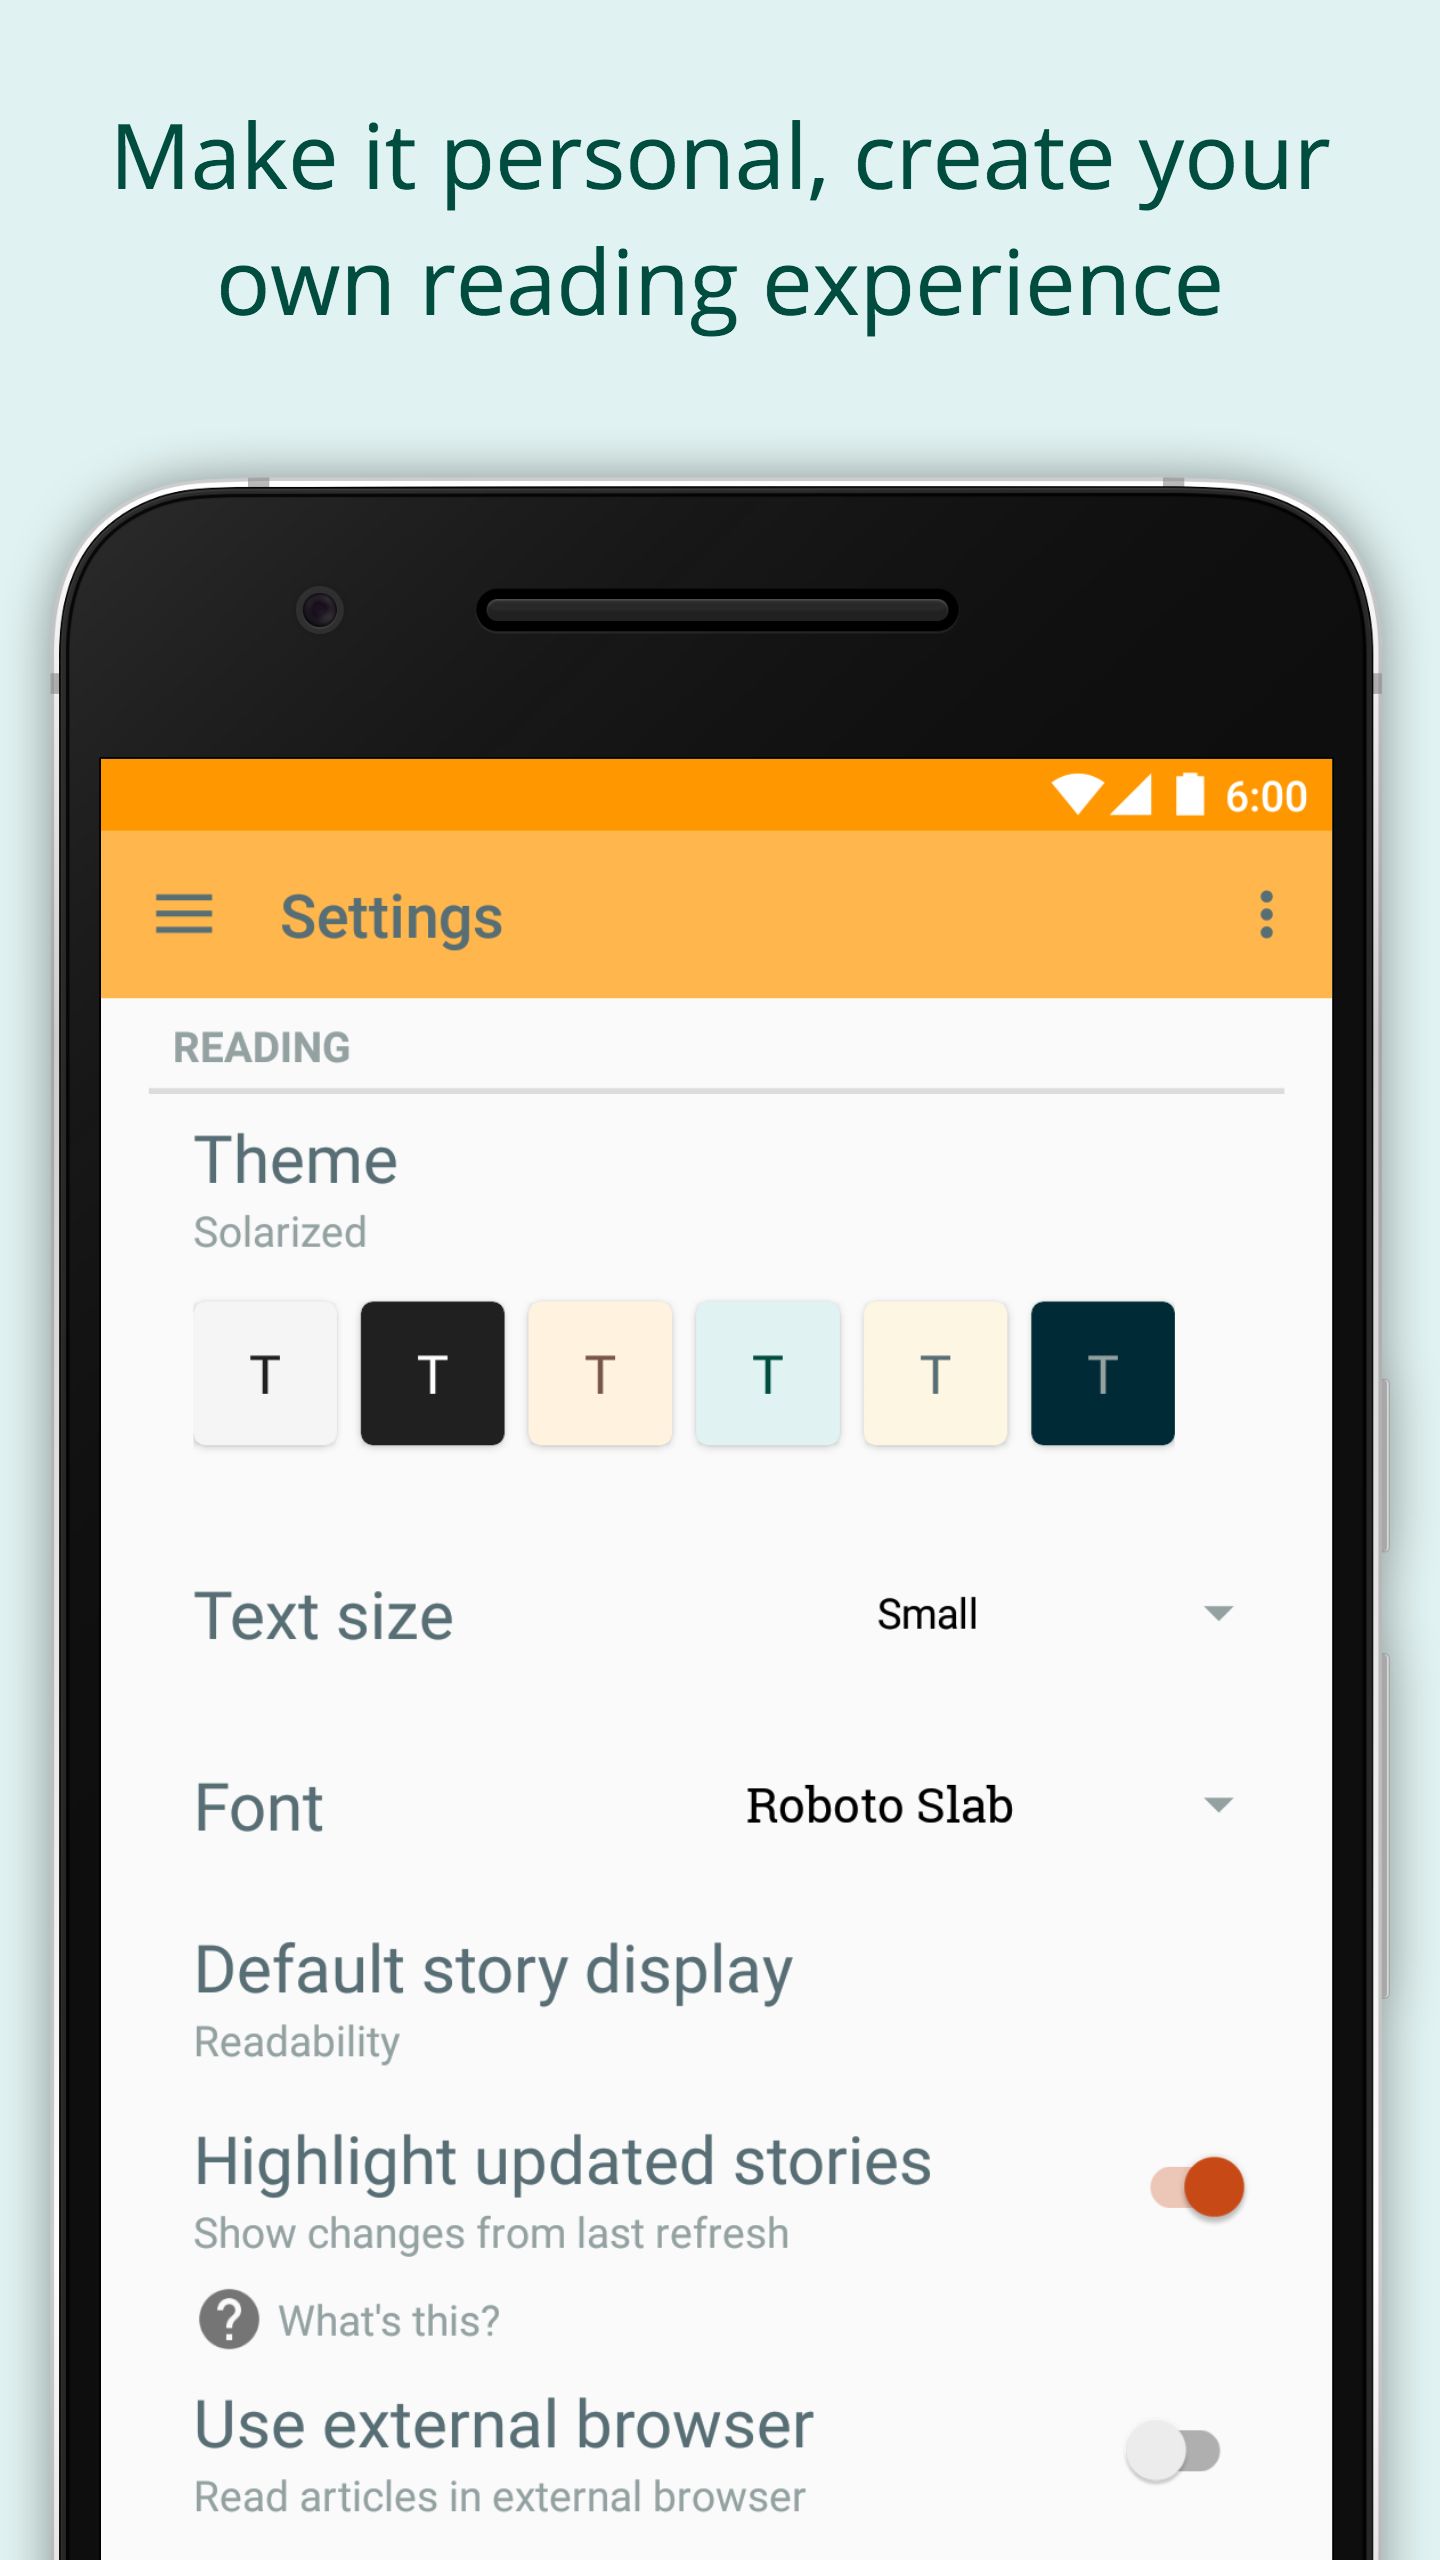 Make it personal, create your
own reading experience
6:00
Settings
READING
Theme
Solarized
T T T T T T
Text size Small
Font Roboto Slab
Default story display
Readability
Highlight updated stories
Show changes from last refresh
? What's this?
Use external browser
Read articles in external browser